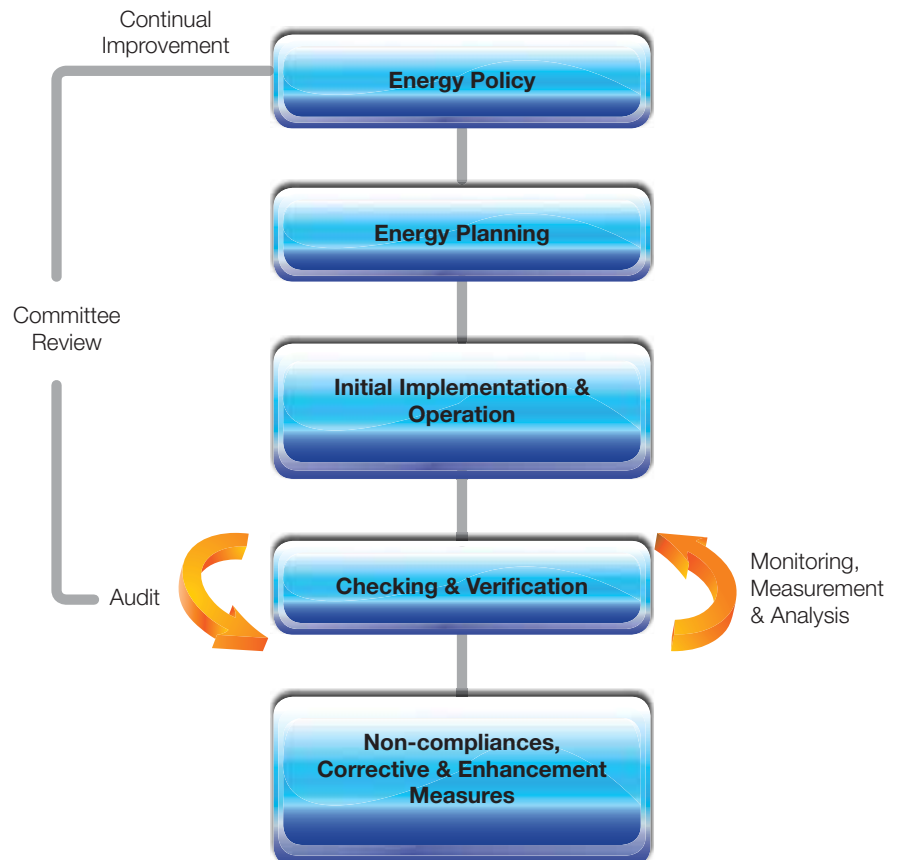 Continual
Improvement
Energy Policy
Energy Planning
Committee
Review
Initial Implementation &
Operation
Audit
Checking & Verification
Monitoring,
Measurement
& Analysis
Non-compliances,
Corrective & Enhancement
Measures